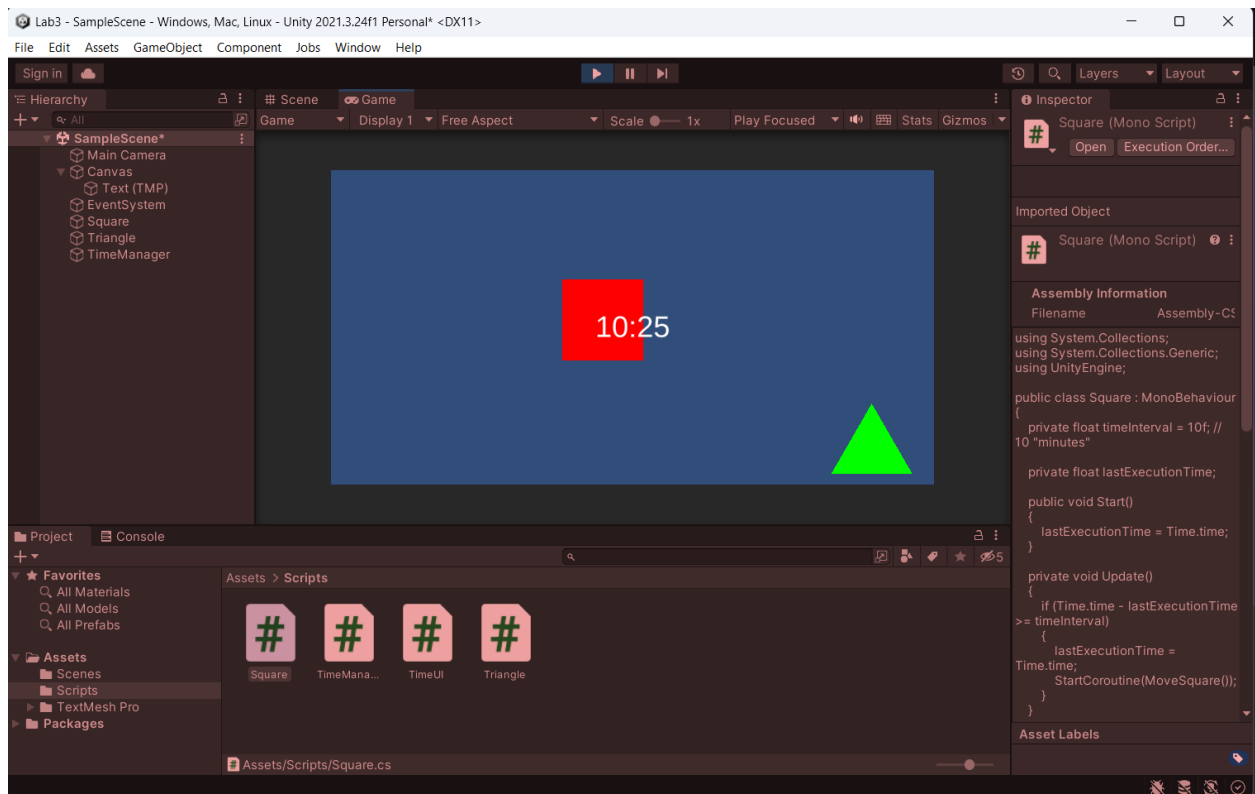 Lab3 - SampleScene - Windows, Mac, Linux - Unity 2021.3.24f1 Personal* <DX11>
File Edit Assets GameObject Component Jobs Window Help
Sign in
Layers
Layout
Hierarchy
All
SampleScene*
Main Camera
Canvas
Text (TMP)
EventSystem
Square
Triangle
TimeManager
# Scene
Game
Game
Display 1
Free Aspect
Scale
1x
Play Focused
Stats
Gizmos
10:25
Inspector
Square (Mono Script)
Open
Execution Order...
Imported Object
Square (Mono Script)
Assembly Information
Filename
Assembly-CS
using System.Collections;
using System.Collections.Generic;
using UnityEngine;
public class Square : MonoBehaviour
{
private float timeInterval = 10f; //
10 "minutes"
private float lastExecutionTime;
public void Start()
{
lastExecutionTime = Time.time;
}
private void Update()
{
if (Time.time - lastExecutionTime
>= timeInterval)
{
lastExecutionTime =
Time.time;
StartCoroutine(MoveSquare());
}
}
Asset Labels
Project
Console
5
Favorites
All Materials
All Models
All Prefabs
Assets
Scenes
Scripts
TextMesh Pro
Packages
Assets > Scripts
#
#
#
#
Square
TimeMana...
TimeUI
Triangle
Assets/Scripts/Square.cs